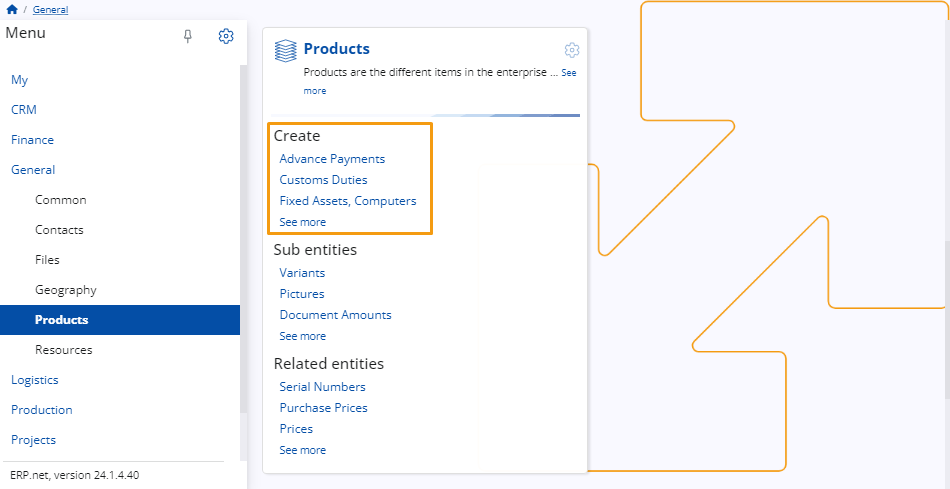 / General
Menu
My
CRM
Finance
General
Common
Contacts
Files
Geography
Products
Resources
Logistics
Production
Projects
ERP.net, version 24.1.4.40
Products
Products are the different items in the enterprise ... See
more
Create
Advance Payments
Customs Duties
Fixed Assets, Computers
See more
Sub entities
Variants
Pictures
Document Amounts
See more
Related entities
Serial Numbers
Purchase Prices
Prices
See more